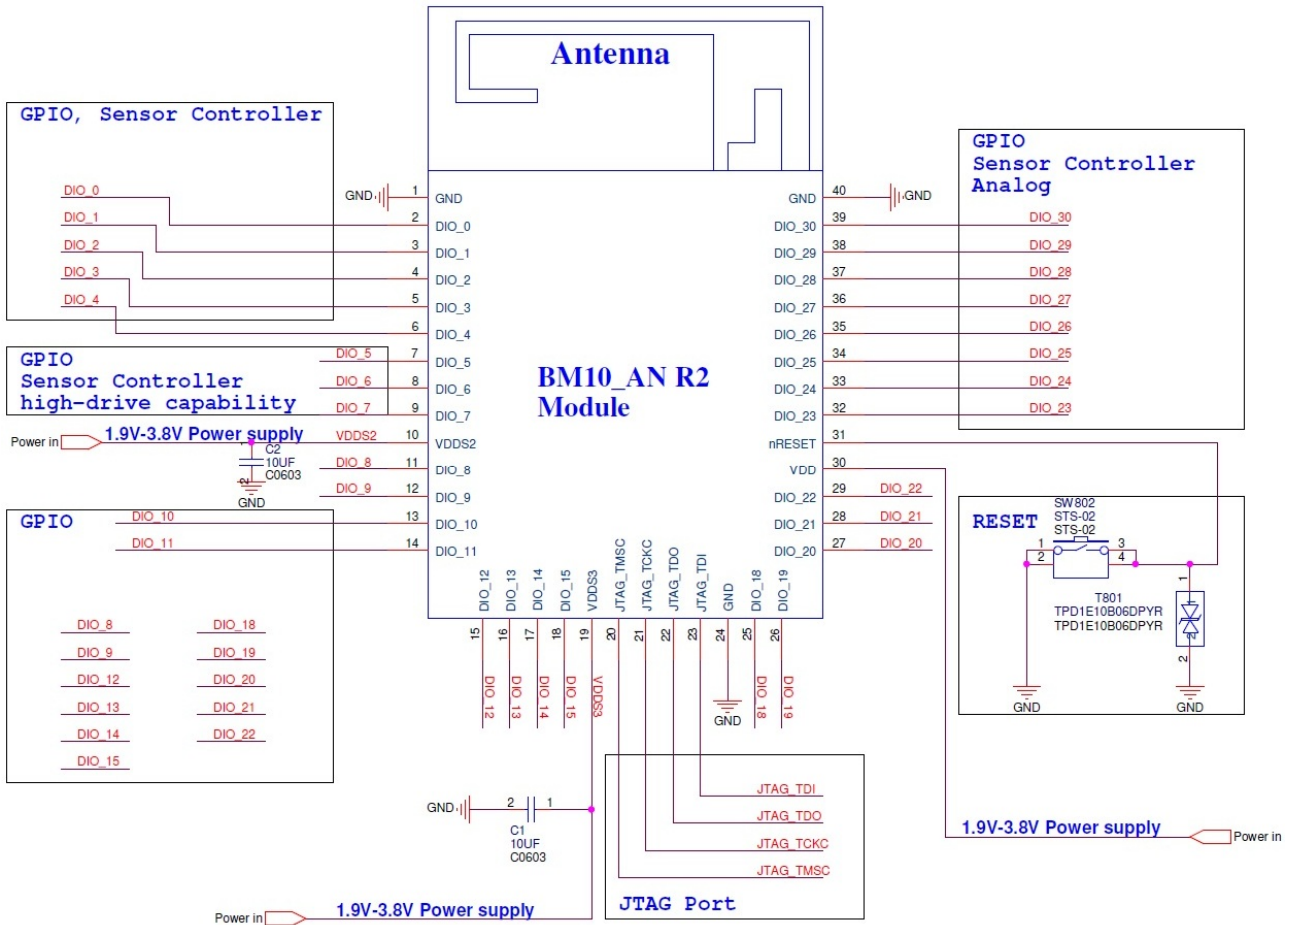 Antenna
GPIO, Sensor Controller
DIO_0
DIO_1
DIO_2
DIO_3
DIO_4
GPIO
Sensor Controller
high-drive capability
DIO_5
DIO_6
DIO_7
Power in
1.9V-3.8V Power supply
VDDS2
1
C2
10UF
C0603
2
GND
DIO_8
DIO_9
GPIO
DIO_10
DIO_11
DIO_8
DIO_9
DIO_12
DIO_13
DIO_14
DIO_15
DIO_18
DIO_19
DIO_20
DIO_21
DIO_22
GND
1 GND
2 DIO_0
3 DIO_1
4 DIO_2
5 DIO_3
6 DIO_4
7 DIO_5
8 DIO_6
9 DIO_7
10 VDDS2
11 DIO_8
12 DIO_9
13 DIO_10
14 DIO_11
BM10_AN R2
Module
GND 40
DIO_30 39
DIO_29 38
DIO_28 37
DIO_27 36
DIO_26 35
DIO_25 34
DIO_24 33
DIO_23 32
nRESET 31
VDD 30
DIO_22 29
DIO_21 28
DIO_20 27
GND
DIO_22
DIO_21
DIO_20
DIO_12 15
DIO_13 16
DIO_14 17
DIO_15 18
VDDS3 19
JTAG_TMSC 20
JTAG_TCKC 21
JTAG_TDO 22
JTAG_TDI 23
GND 24
DIO_18 25
DIO_19 26
DIO_12
DIO_13
DIO_14
DIO_15
VDDS3
GND
DIO_18
DIO_19
GPIO
Sensor Controller
Analog
DIO_30
DIO_29
DIO_28
DIO_27
DIO_26
DIO_25
DIO_24
DIO_23
RESET
SW802
STS-02
STS-02
1
2
3
4
T801
TPD1E10B06DPYR
TPD1E10B06DPYR
1
2
GND
GND
GND
2
1
C1
10UF
C0603
JTAG_TDI
JTAG_TDO
JTAG_TCKC
JTAG_TMSC
JTAG Port
1.9V-3.8V Power supply
Power in
Power in
1.9V-3.8V Power supply